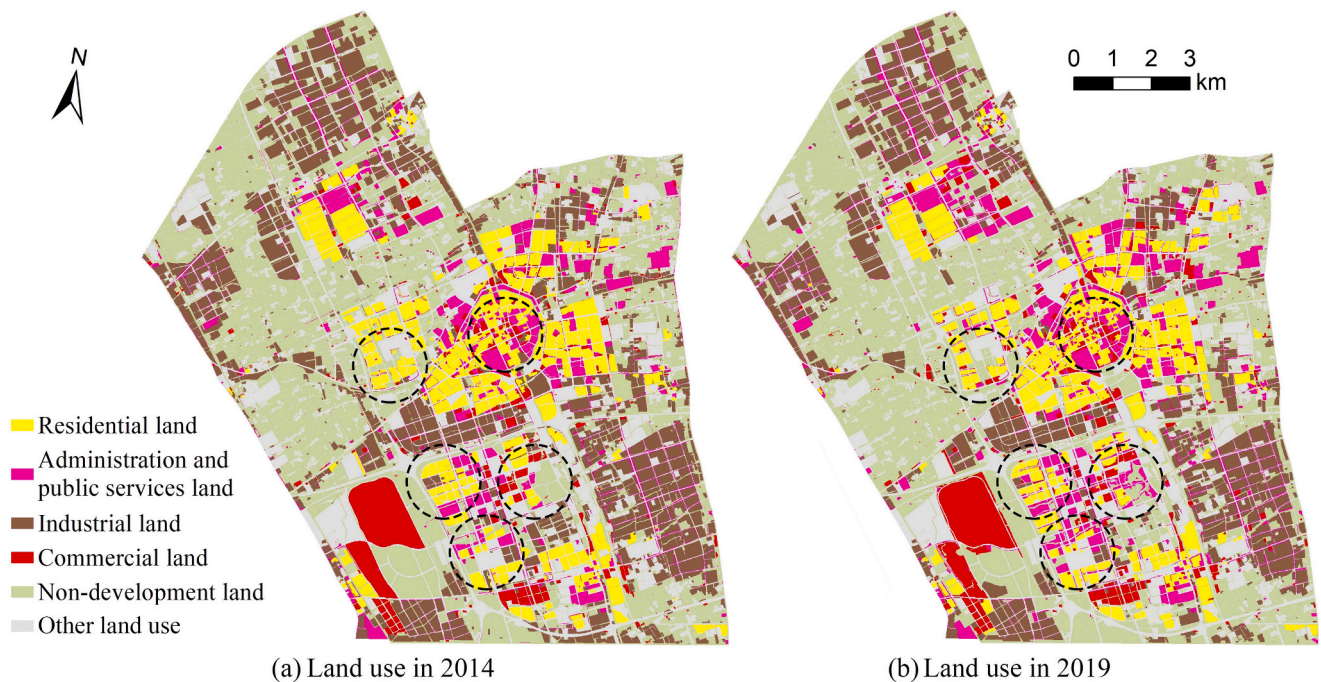 N
0 1 2 3
km
Residential land
Administration and
public services land
Industrial land
Commercial land
Non-development land
Other land use
(a) Land use in 2014
(b) Land use in 2019